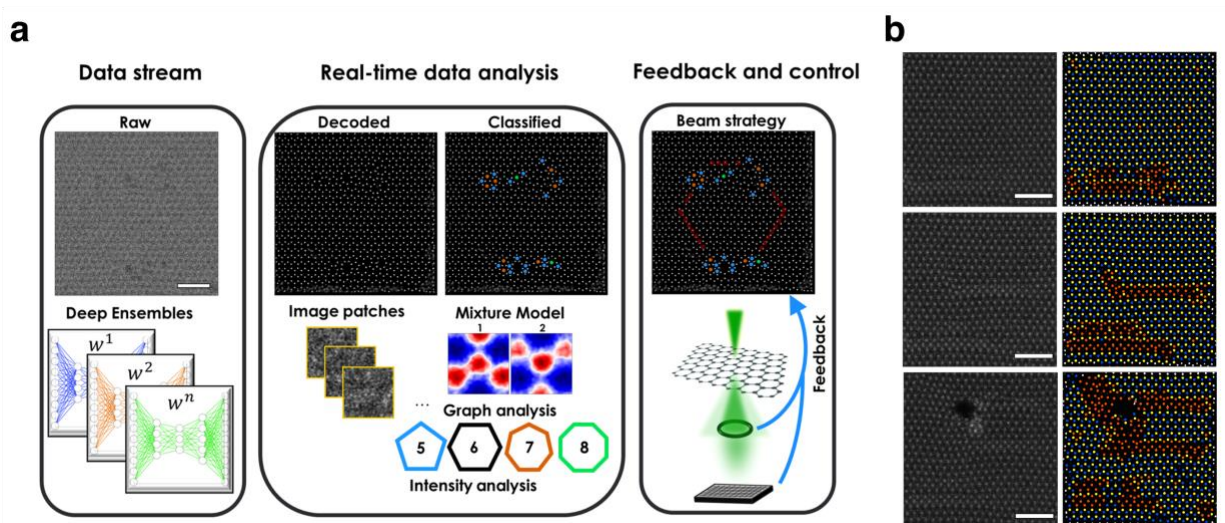 a
b
Data stream
Real-time data analysis
Feedback and control
Raw
Decoded
Classified
Beam strategy
Deep Ensembles
w¹
w²
wⁿ
Image patches
...
Mixture Model
1 2
Graph analysis
5 6 7 8
Intensity analysis
Feedback